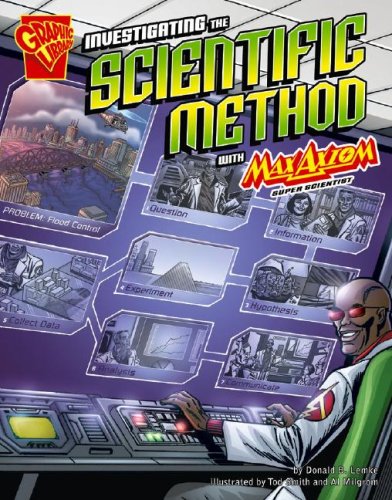 GRAPHIC
LIBRARY
INVESTIGATING THE
SCIENTIFIC
METHOD
WITH
MAX AXIOM
SUPER SCIENTIST
PROBLEM: Flood Control
Question
Information
Experiment
Hypothesis
Collect Data
Analysis
Communicate
by Donald B. Lemke
Illustrated by Tod Smith and Al Milgrom